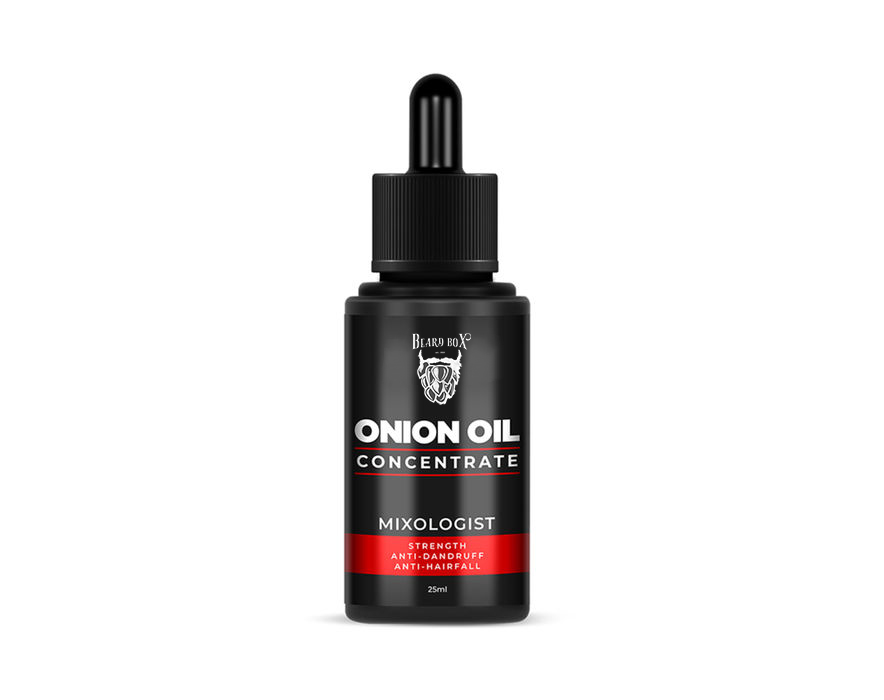 BEARD BOX
ONION OIL
CONCENTRATE
MIXOLOGIST
STRENGTH
ANTI-DANDRUFF
ANTI-HAIRFALL
25ml